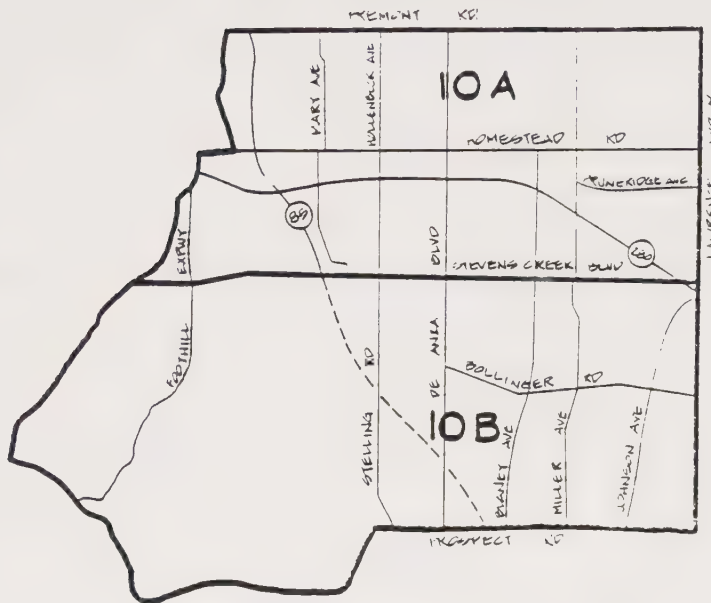 FREMONT RD.
MARY AVE
HOLLENBECK AVE
10A
HOMESTEAD RD
TUNERIDGE AVE
85
280
EXPWY
FOOTHILL
BLVD
DE ANZA
STEVENS CREEK BLVD
STELLING RD
BOLLINGER RD
10B
BLANEY AVE
MILLER AVE
JOHNSON AVE
PROSPECT RD